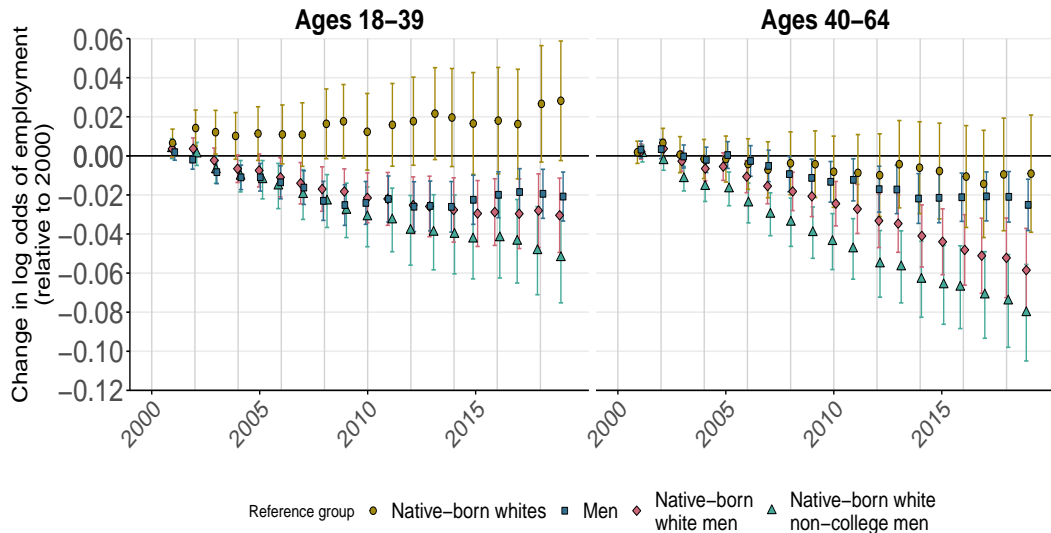 Ages 18−39
Ages 40−64
Change in log odds of employment
(relative to 2000)
0.06
0.04
0.02
0.00
−0.02
−0.04
−0.06
−0.08
−0.10
−0.12
2000
2005
2010
2015
2000
2005
2010
2015
Reference group
Native−born whites
Men
Native−born
white men
Native−born white
non−college men